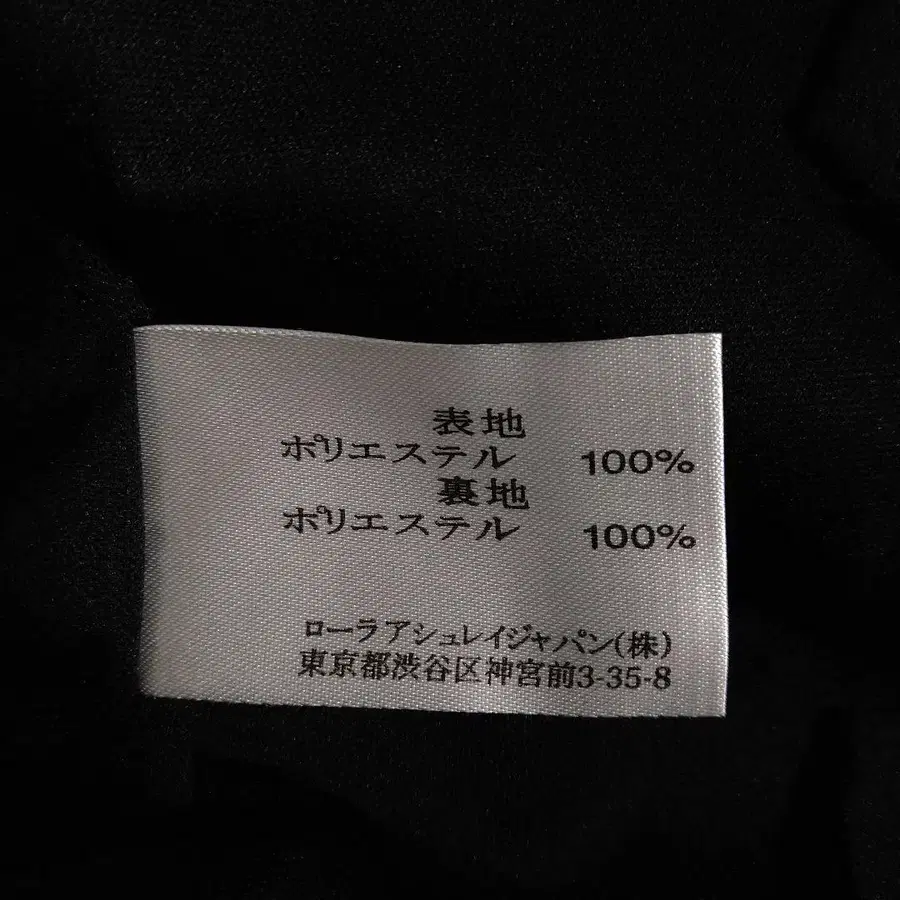 表地
ポリエステル 100%
裏地
ポリエステル 100%
ローラアシュレイジャパン(株)
東京都渋谷区神宮前3-35-8